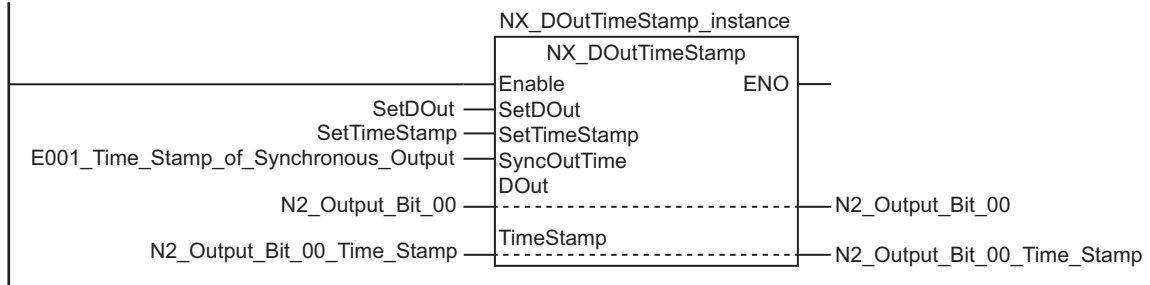 NX_DOutTimeStamp_instance
NX_DOutTimeStamp
Enable ENO
SetDOut SetDOut
SetTimeStamp SetTimeStamp
E001_Time_Stamp_of_Synchronous_Output SyncOutTime
DOut
N2_Output_Bit_00 N2_Output_Bit_00
TimeStamp
N2_Output_Bit_00_Time_Stamp N2_Output_Bit_00_Time_Stamp